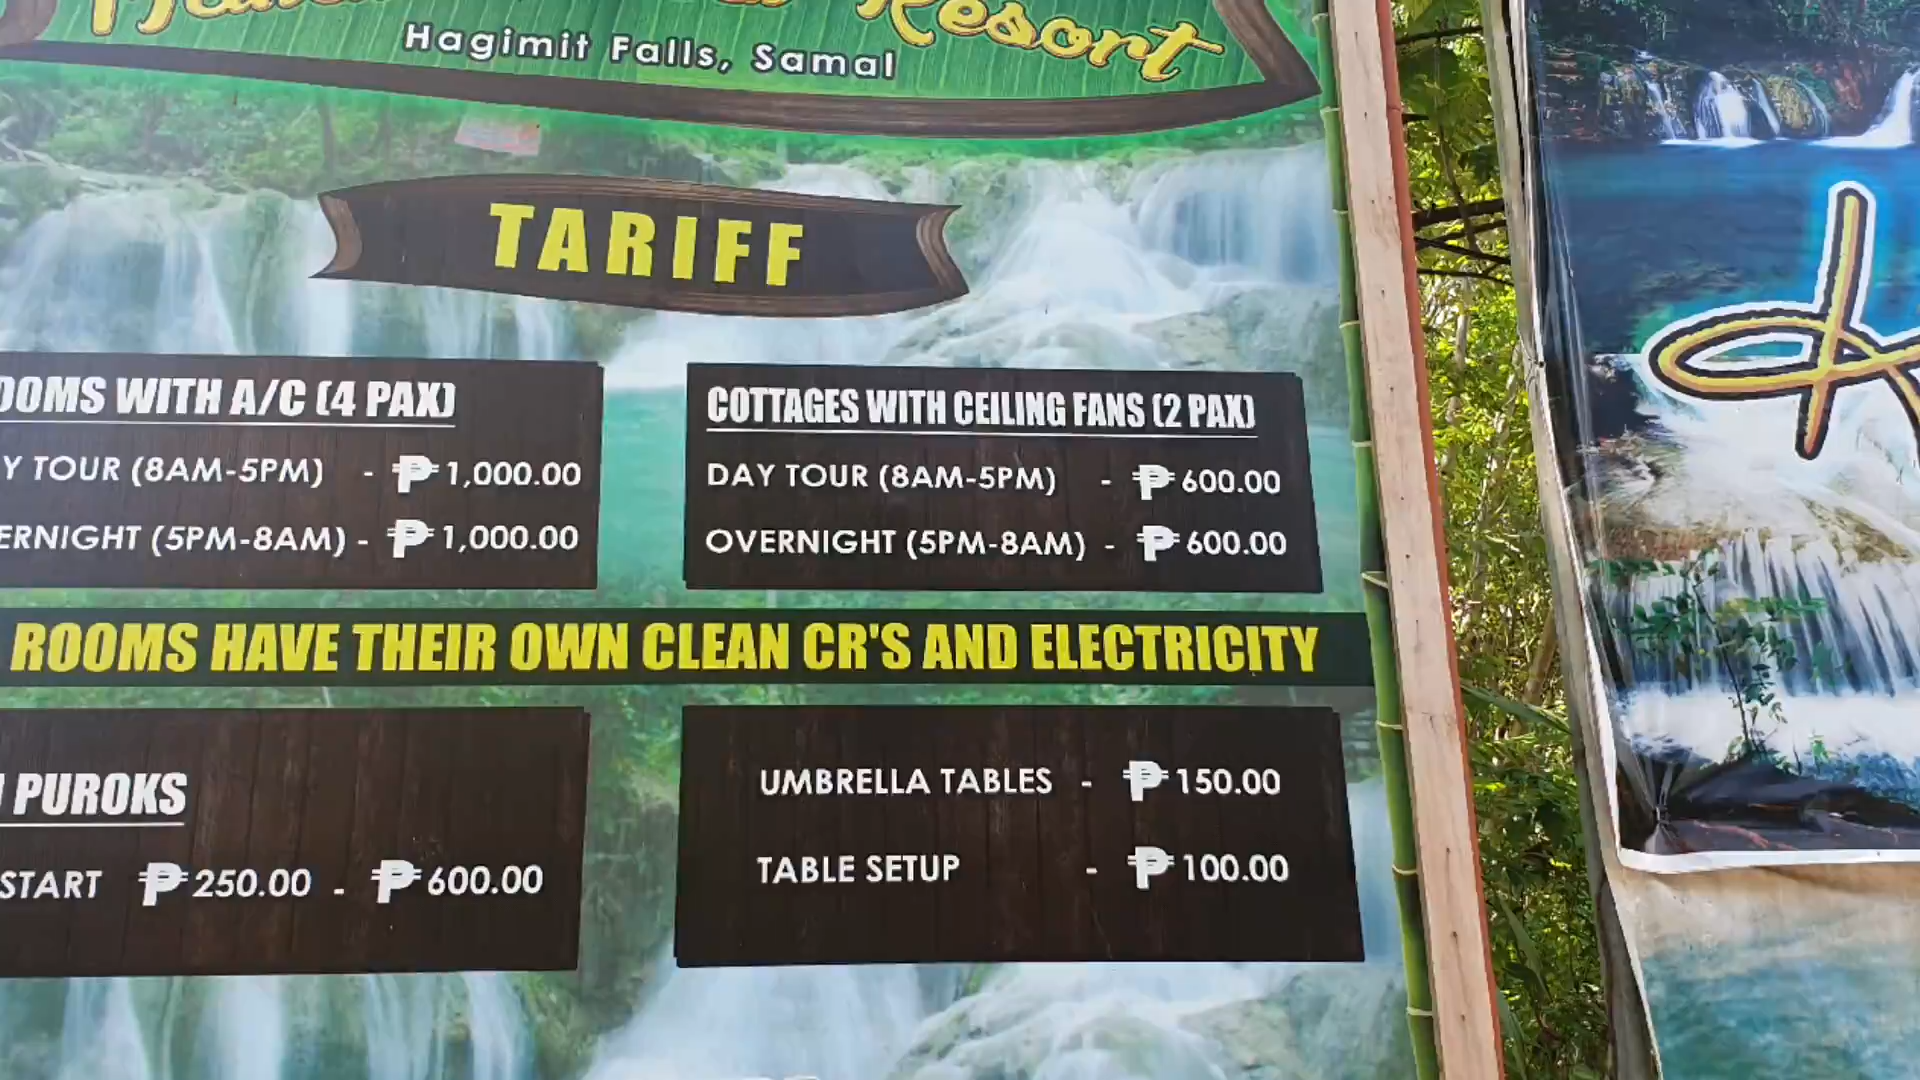 Resort
Hagimit Falls, Samal
TARIFF
OOMS WITH A/C (4 PAX)
Y TOUR (8AM-5PM) - ₱1,000.00
ERNIGHT (5PM-8AM) - ₱1,000.00
COTTAGES WITH CEILING FANS (2 PAX)
DAY TOUR (8AM-5PM) - ₱600.00
OVERNIGHT (5PM-8AM) - ₱600.00
ROOMS HAVE THEIR OWN CLEAN CR'S AND ELECTRICITY
PUROKS
START ₱250.00 - ₱600.00
UMBRELLA TABLES - ₱150.00
TABLE SETUP - ₱100.00